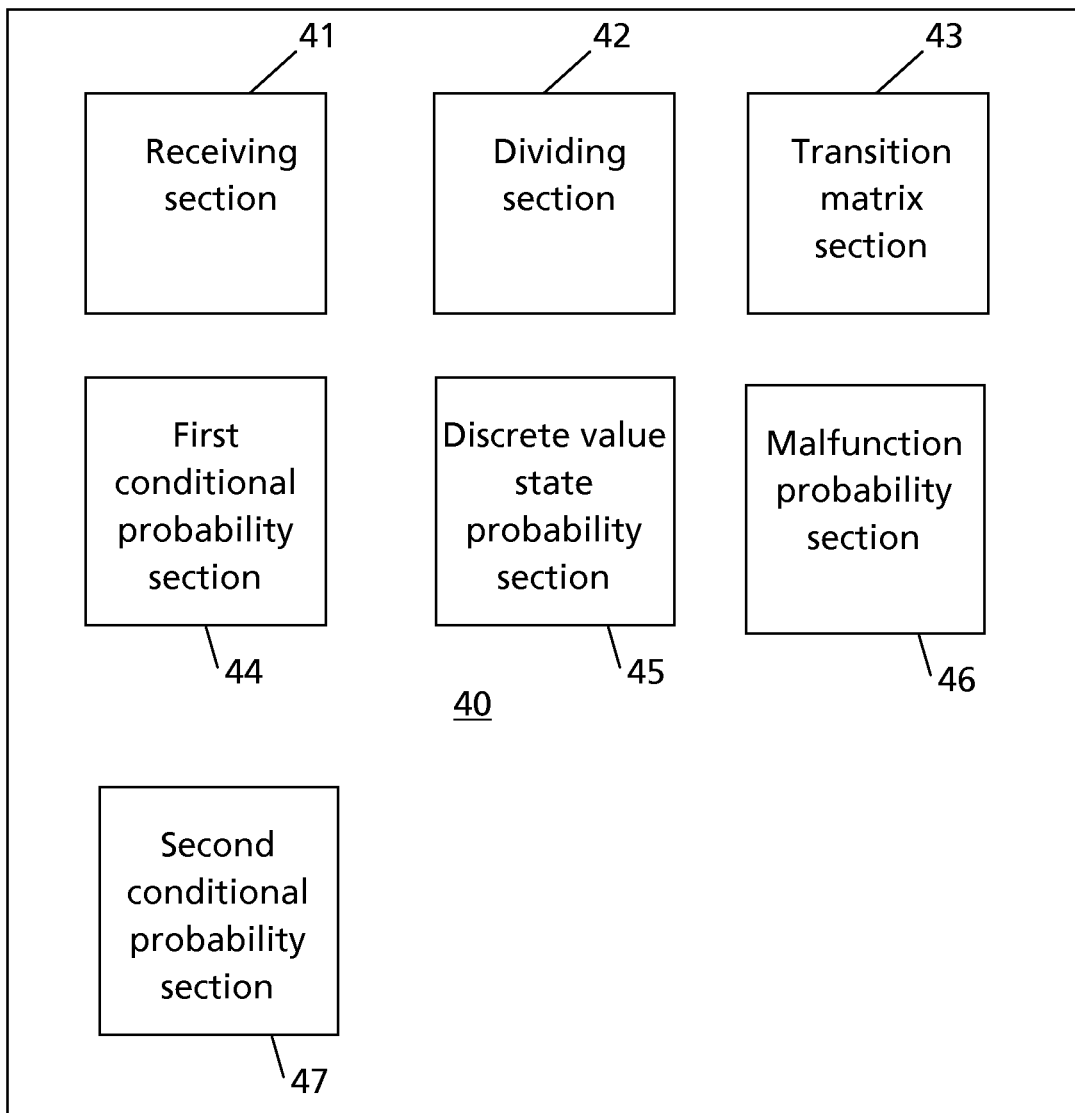 41
42
43
Receiving
section
Dividing
section
Transition
matrix
section
First
conditional
probability
section
Discrete value
state
probability
section
Malfunction
probability
section
44
45
46
40
Second
conditional
probability
section
47